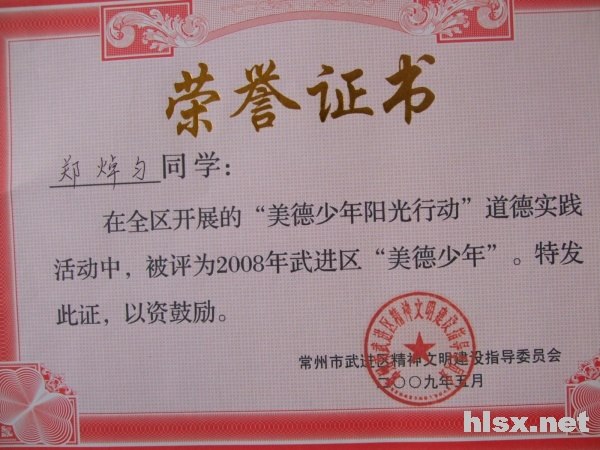 荣誉证书
郑焯匀同学：
在全区开展的“美德少年阳光行动”道德实践
活动中，被评为2008年武进区“美德少年”。特发
此证，以资鼓励。
常州市武进区精神文明建设指导委员会
二〇〇九年五月
hlsx.net